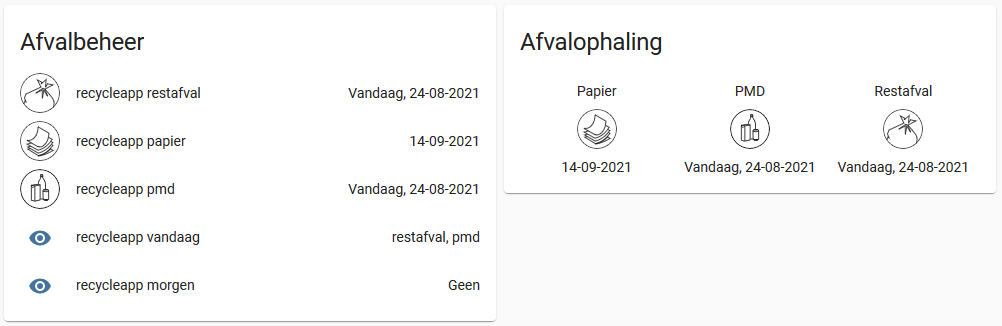 Afvalbeheer
recycleapp restafval Vandaag, 24-08-2021
recycleapp papier 14-09-2021
recycleapp pmd Vandaag, 24-08-2021
recycleapp vandaag restafval, pmd
recycleapp morgen Geen
Afvalophaling
Papier PMD Restafval
14-09-2021 Vandaag, 24-08-2021 Vandaag, 24-08-2021